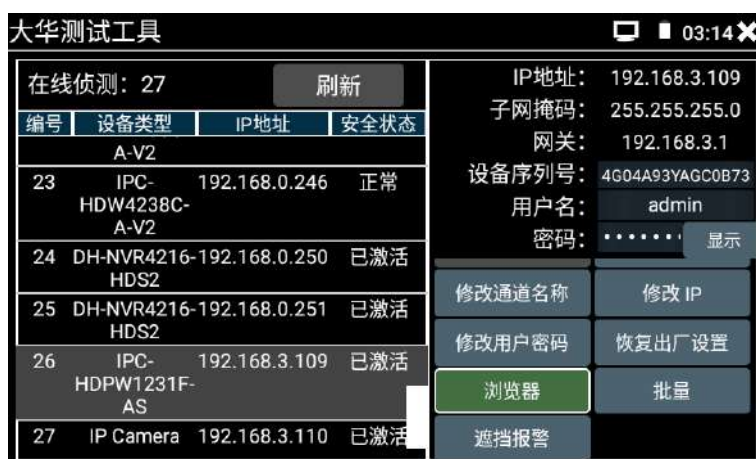 大华测试工具
03:14
在线侦测：27
刷新
编号 设备类型 IP地址 安全状态
A-V2
23 IPC- 192.168.0.246 正常
HDW4238C-
A-V2
24 DH-NVR4216- 192.168.0.250 已激活
HDS2
25 DH-NVR4216- 192.168.0.251 已激活
HDS2
26 IPC- 192.168.3.109 已激活
HDPW1231F-
AS
27 IP Camera 192.168.3.110 已激活
IP地址： 192.168.3.109
子网掩码： 255.255.255.0
网关： 192.168.3.1
设备序列号： 4G04A93YAGC0B73
用户名： admin
密码： ······· 显示
修改通道名称 修改 IP
修改用户密码 恢复出厂设置
浏览器 批量
遮挡报警